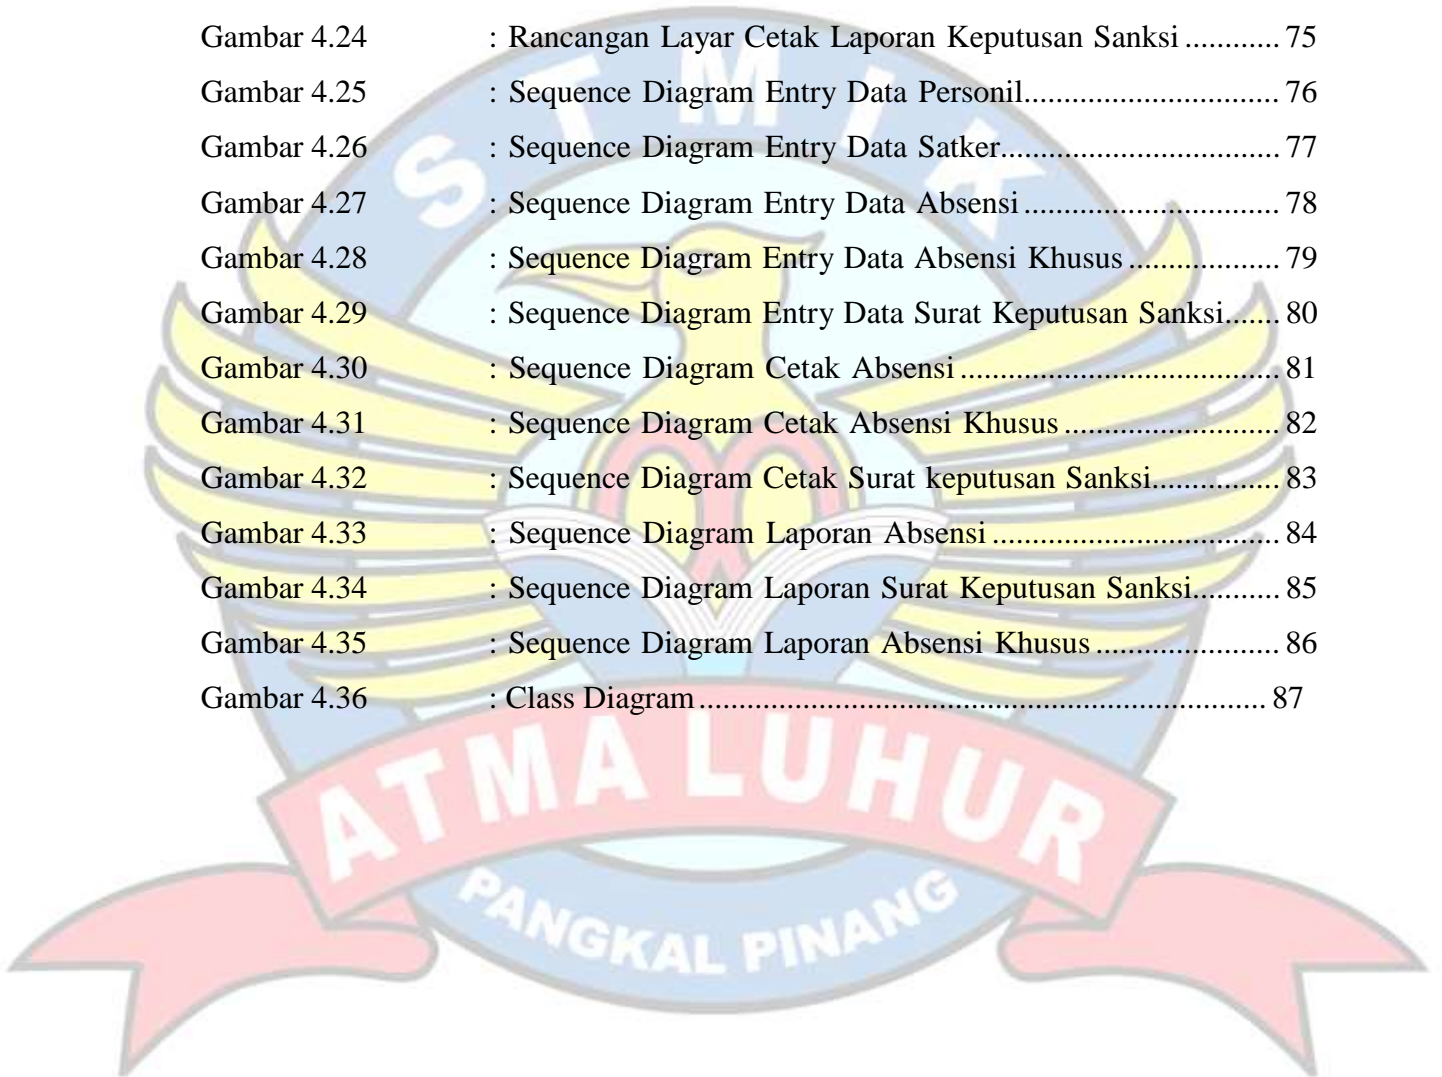 Gambar 4.24 : Rancangan Layar Cetak Laporan Keputusan Sanksi ............ 75
Gambar 4.25 : Sequence Diagram Entry Data Personil................................ 76
Gambar 4.26 : Sequence Diagram Entry Data Satker................................... 77
Gambar 4.27 : Sequence Diagram Entry Data Absensi ................................ 78
Gambar 4.28 : Sequence Diagram Entry Data Absensi Khusus ................... 79
Gambar 4.29 : Sequence Diagram Entry Data Surat Keputusan Sanksi....... 80
Gambar 4.30 : Sequence Diagram Cetak Absensi ........................................ 81
Gambar 4.31 : Sequence Diagram Cetak Absensi Khusus ........................... 82
Gambar 4.32 : Sequence Diagram Cetak Surat keputusan Sanksi................ 83
Gambar 4.33 : Sequence Diagram Laporan Absensi .................................... 84
Gambar 4.34 : Sequence Diagram Laporan Surat Keputusan Sanksi........... 85
Gambar 4.35 : Sequence Diagram Laporan Absensi Khusus ....................... 86
Gambar 4.36 : Class Diagram ....................................................................... 87
STMIK
ATMA LUHUR
PANGKAL PINANG